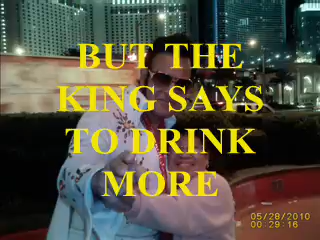 BUT THE
KING SAYS
TO DRINK
MORE
05/28/2010
00:29:16